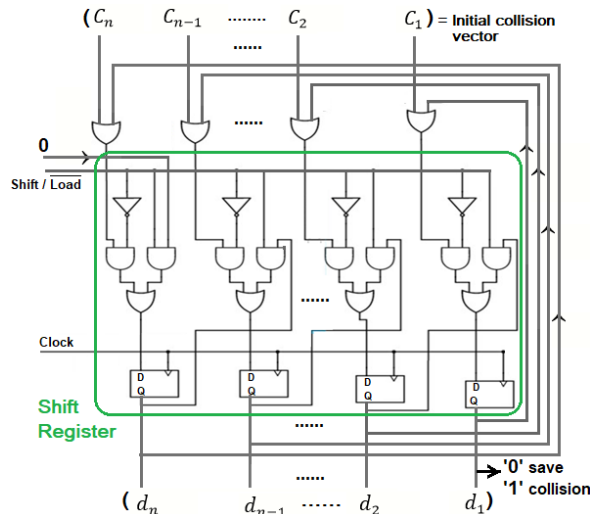 (Cₙ Cₙ₋₁ ........ C₂ C₁) = Initial collision
vector
......
......
0
Shift / L̅o̅a̅d̅
......
Clock
D D D D
Q Q Q Q
Shift
Register
......
......
'0' save
(dₙ dₙ₋₁ ...... d₂ d₁)
'1' collision